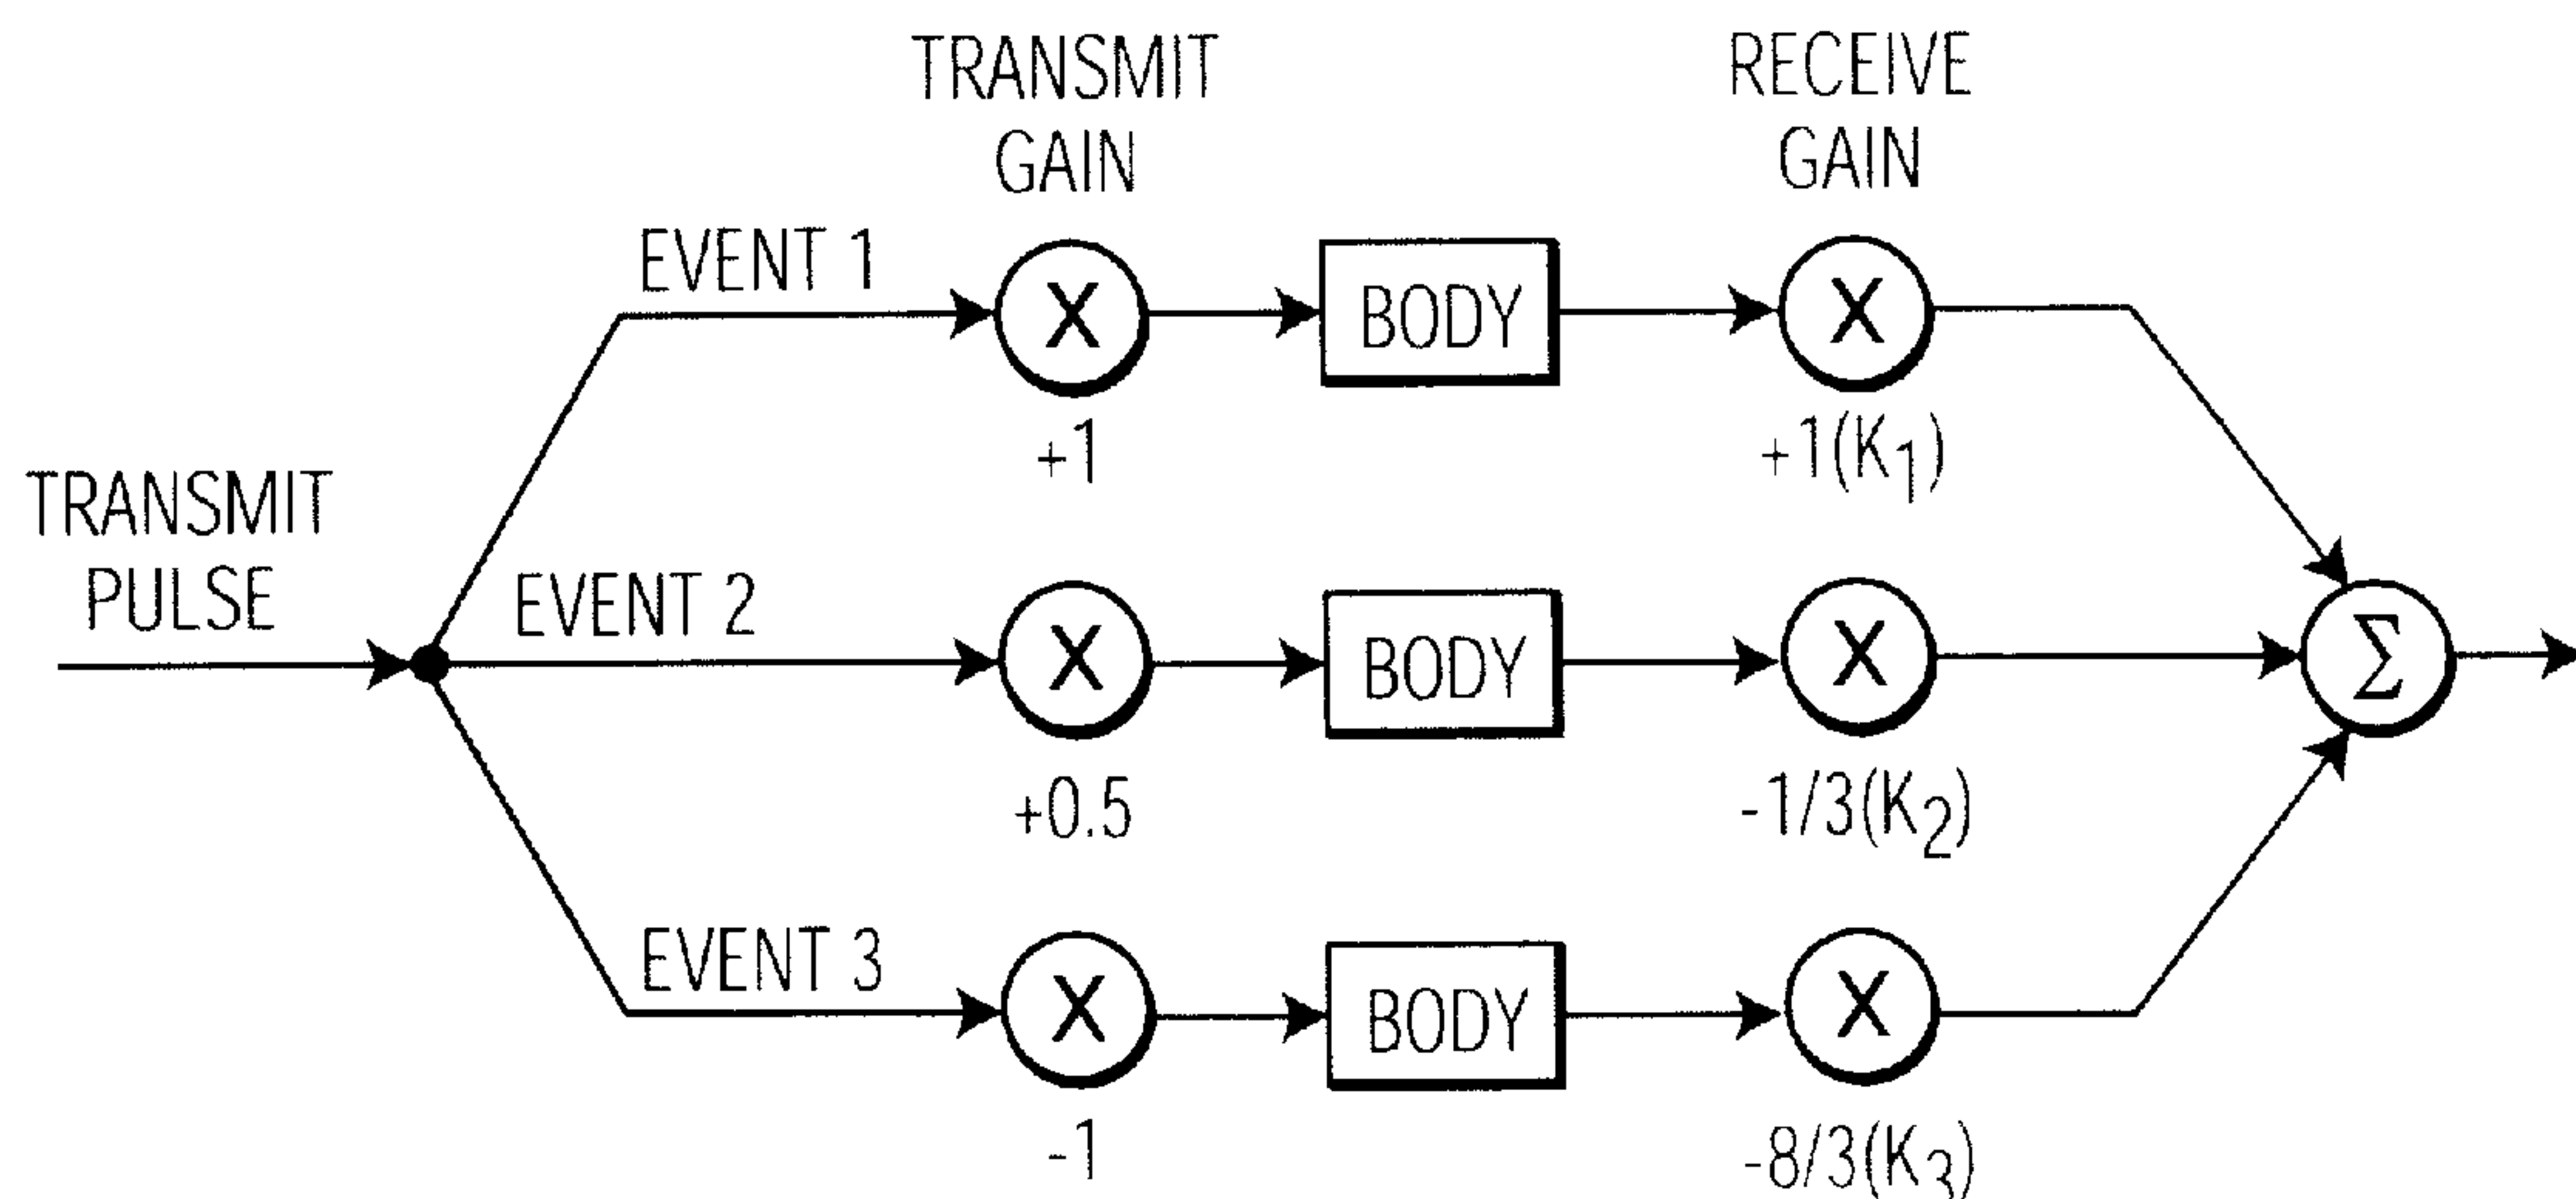 TRANSMIT
GAIN
RECEIVE
GAIN
EVENT 1
X
BODY
X
+1
+1(K₁)
TRANSMIT
PULSE
EVENT 2
X
BODY
X
Σ
+0.5
-1/3(K₂)
EVENT 3
X
BODY
X
-1
-8/3(K₃)